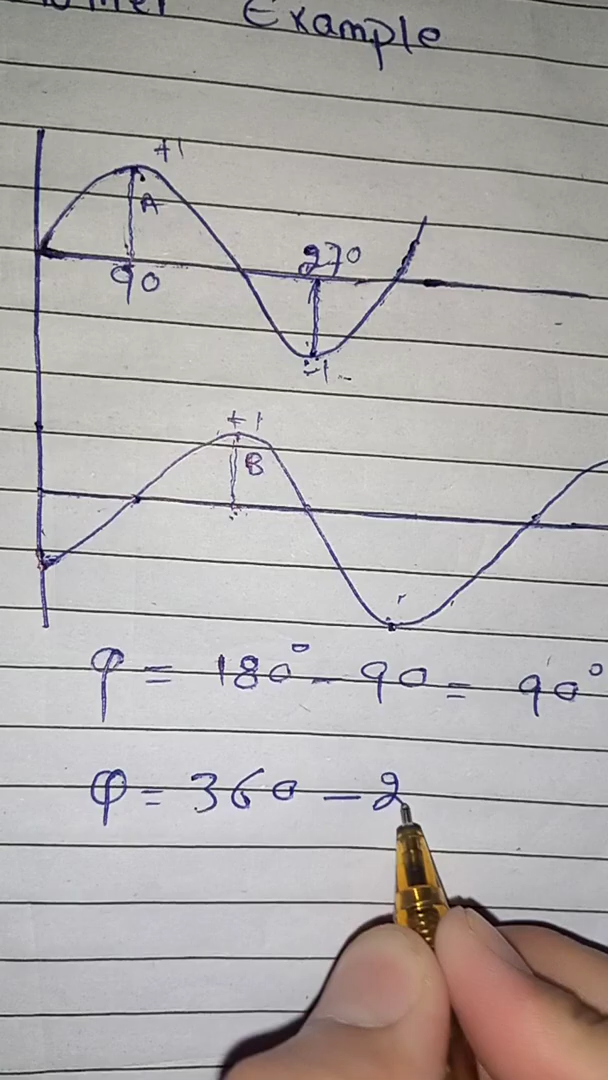 Example
+1
A
90
270
-1
+1
B
φ = 180° - 90 = 90°
φ = 360 - 2